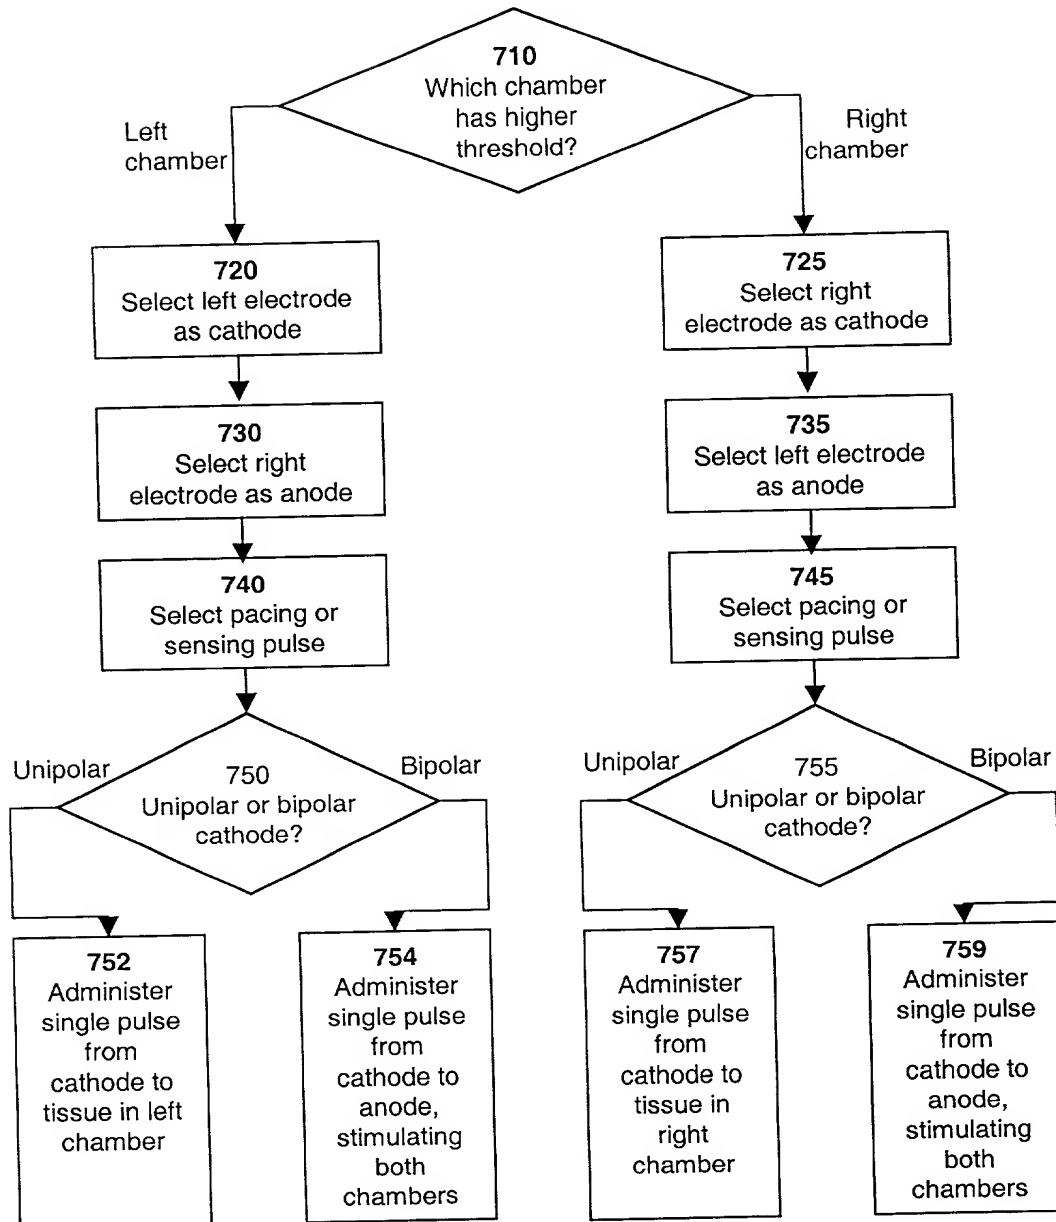 710
Which chamber
has higher
threshold?
Left
chamber
Right
chamber
720
Select left electrode
as cathode
725
Select right
electrode as cathode
730
Select right
electrode as anode
735
Select left electrode
as anode
740
Select pacing or
sensing pulse
745
Select pacing or
sensing pulse
Unipolar
750
Unipolar or bipolar
cathode?
Bipolar
Unipolar
755
Unipolar or bipolar
cathode?
Bipolar
752
Administer
single pulse
from
cathode to
tissue in left
chamber
754
Administer
single pulse
from
cathode to
anode,
stimulating
both
chambers
757
Administer
single pulse
from
cathode to
tissue in
right
chamber
759
Administer
single pulse
from
cathode to
anode,
stimulating
both
chambers